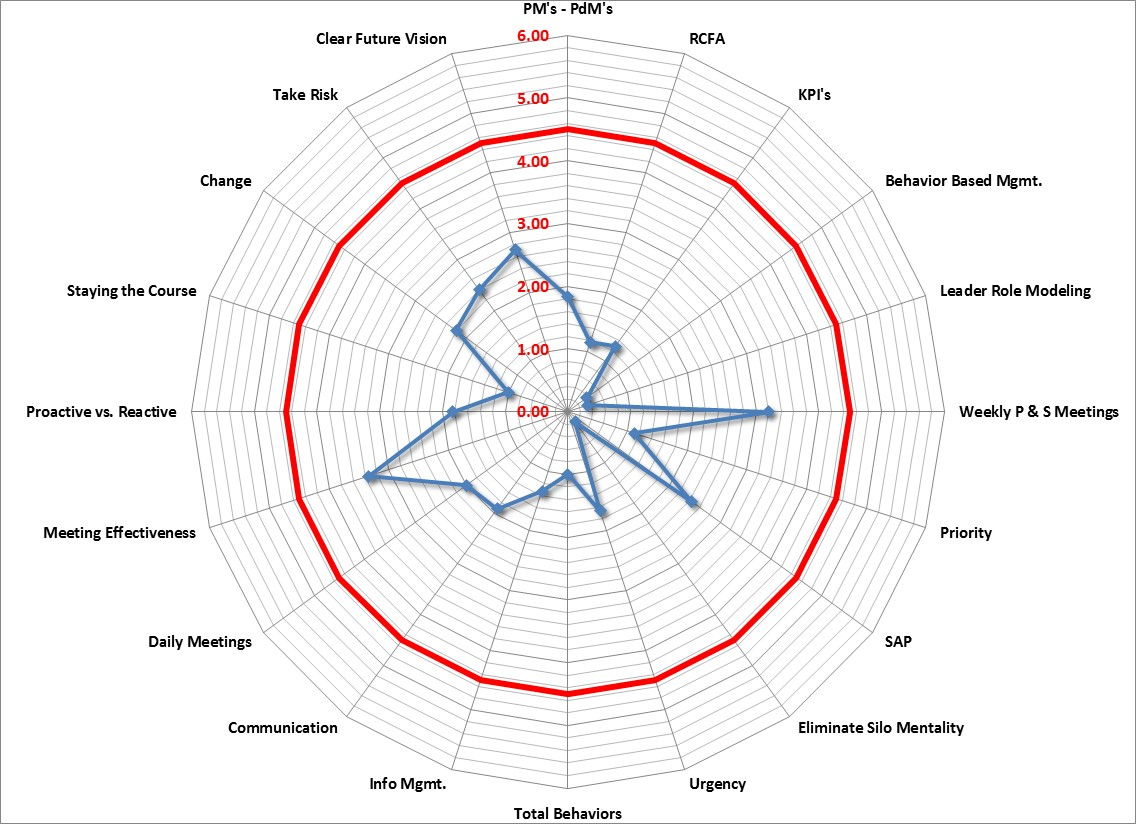 PM's - PdM's
Clear Future Vision
6.00
RCFA
Take Risk
5.00
KPI's
4.00
Change
Behavior Based Mgmt.
3.00
Staying the Course
2.00
Leader Role Modeling
1.00
Proactive vs. Reactive
0.00
Weekly P & S Meetings
Meeting Effectiveness
Priority
Daily Meetings
SAP
Communication
Eliminate Silo Mentality
Info Mgmt.
Urgency
Total Behaviors